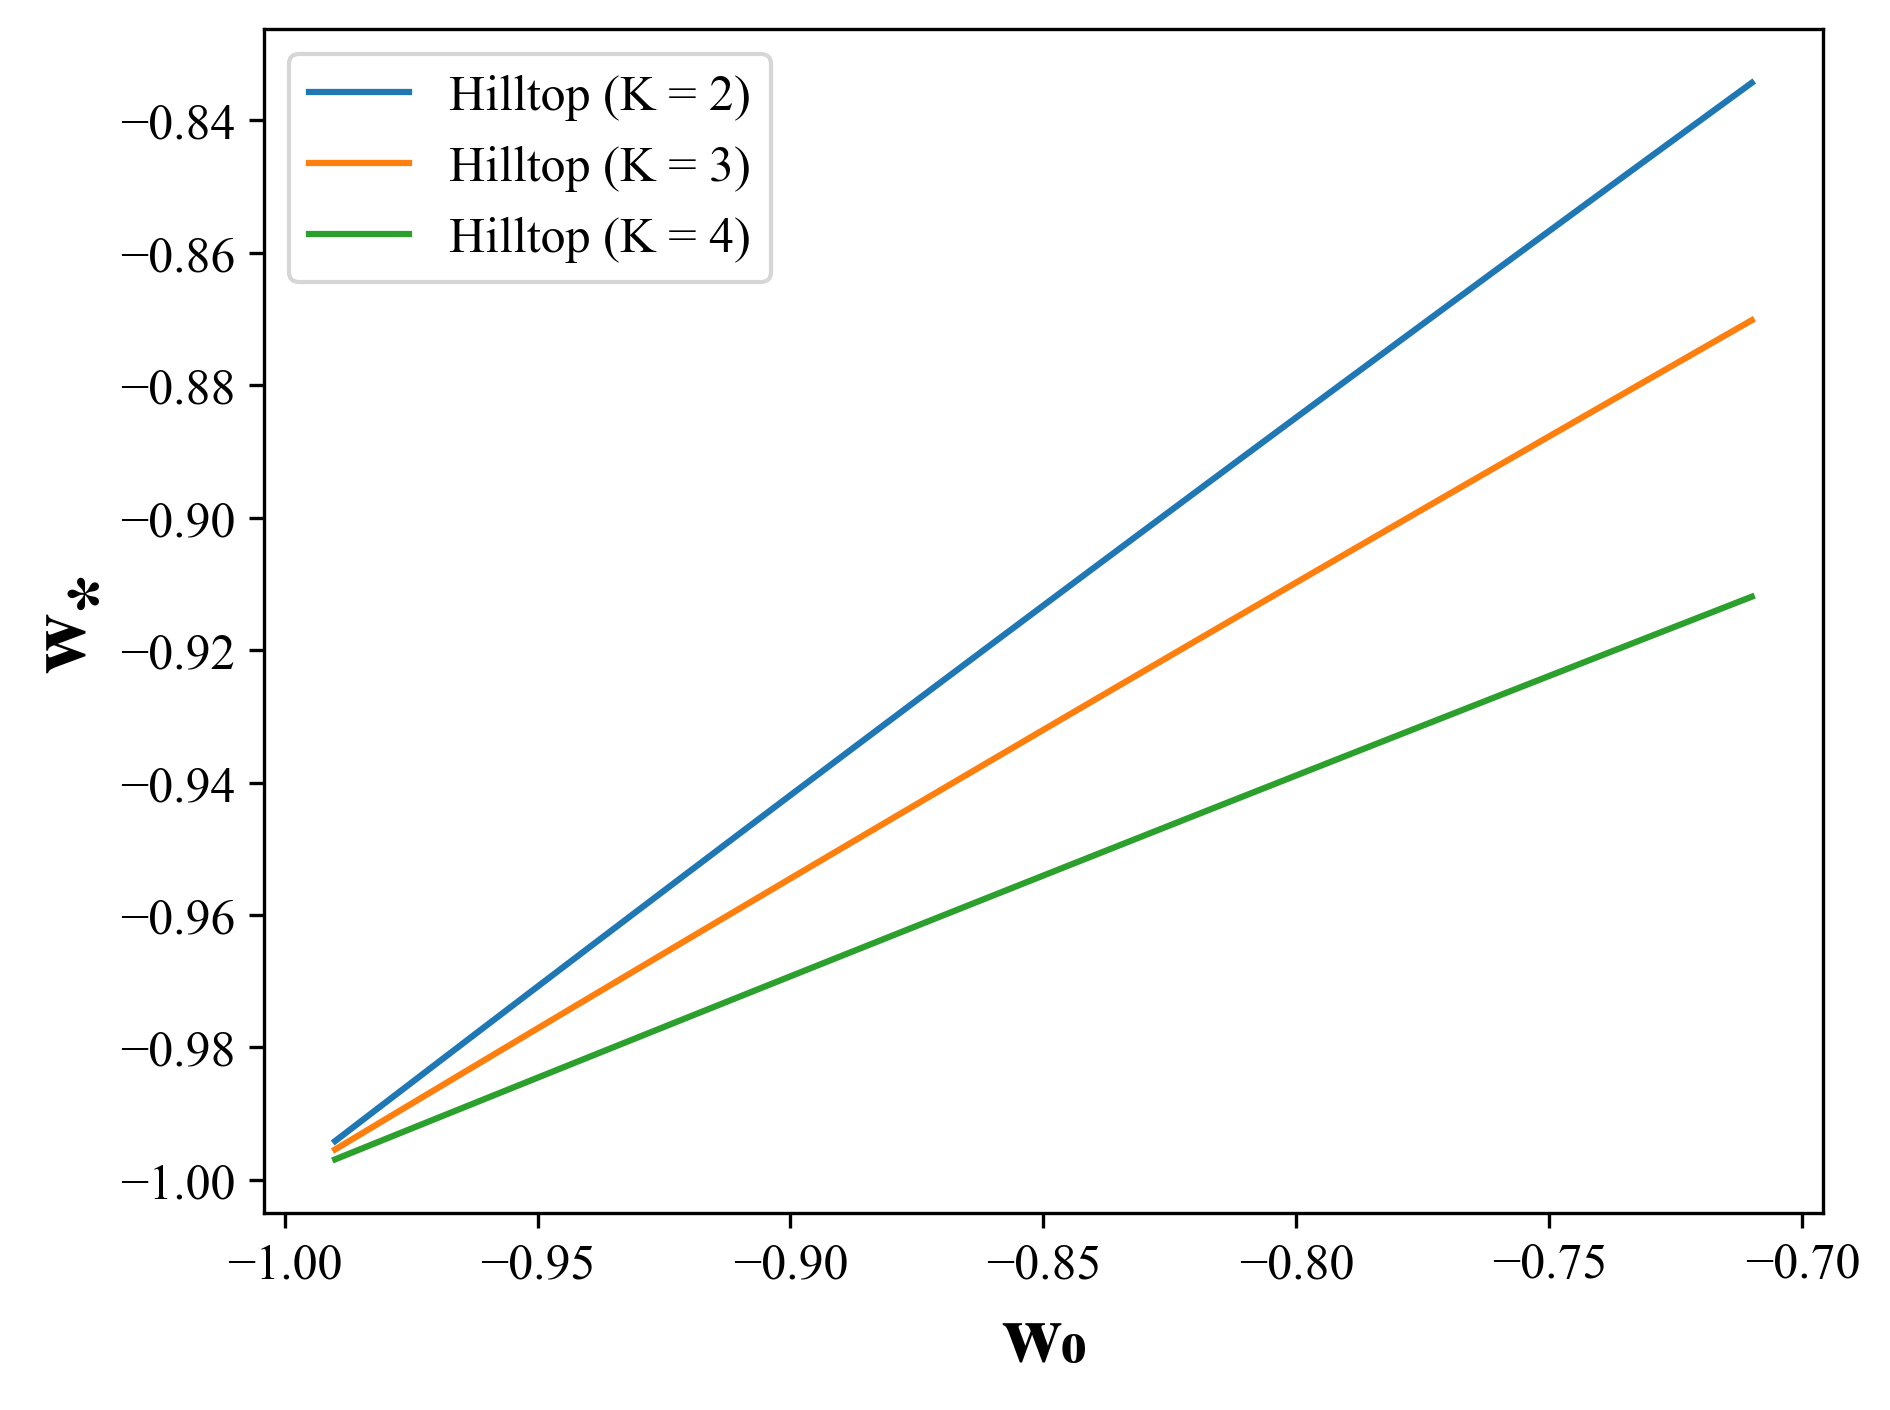 Hilltop (K = 2)
Hilltop (K = 3)
Hilltop (K = 4)
−0.84
−0.86
−0.88
−0.90
−0.92
−0.94
−0.96
−0.98
−1.00
w*
−1.00 −0.95 −0.90 −0.85 −0.80 −0.75 −0.70
w₀